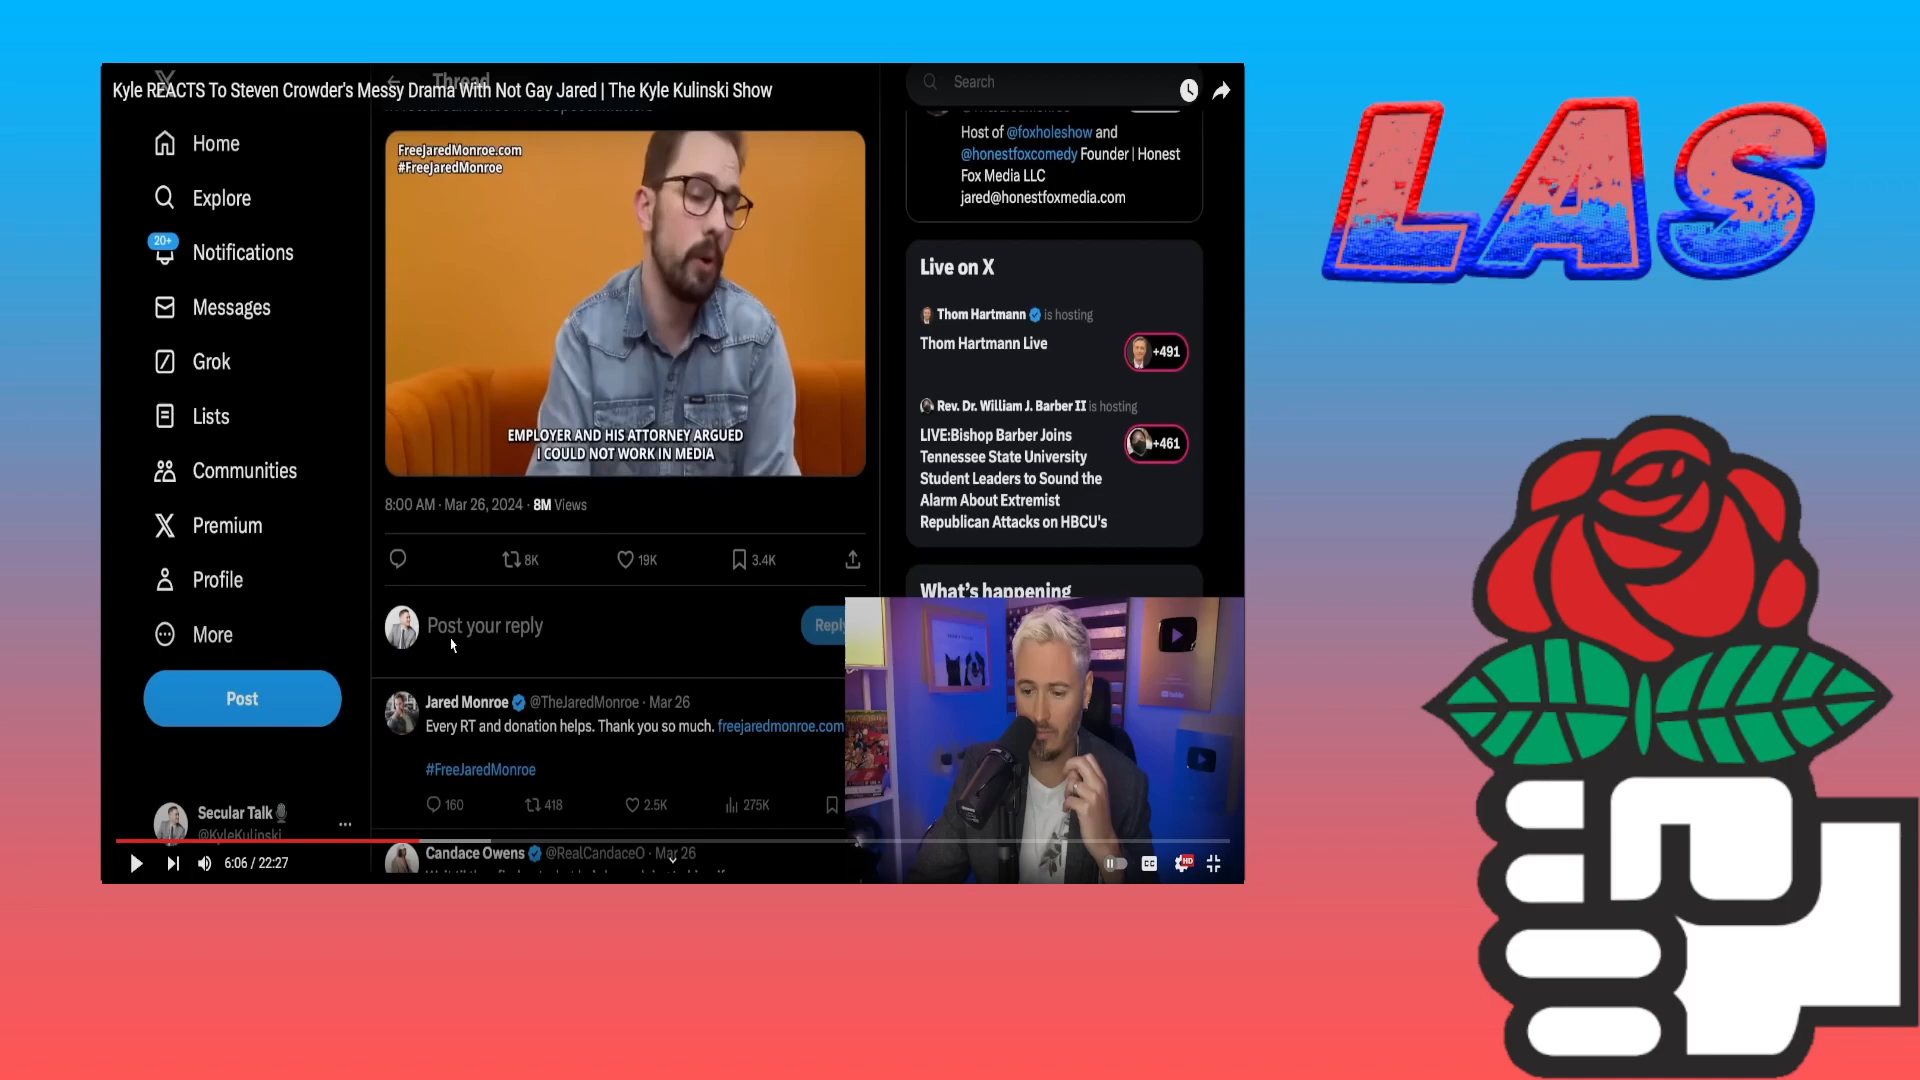 Kyle REACTS To Steven Crowder's Messy Drama With Not Gay Jared | The Kyle Kulinski Show
Thread
Search
Home
Explore
20+
Notifications
Messages
Grok
Lists
Communities
Premium
Profile
More
Post
Secular Talk
@KyleKulinski
FreeJaredMonroe.com
#FreeJaredMonroe
EMPLOYER AND HIS ATTORNEY ARGUED
I COULD NOT WORK IN MEDIA
8:00 AM · Mar 26, 2024 · 8M Views
8K
19K
3.4K
Post your reply
Reply
Jared Monroe @TheJaredMonroe · Mar 26
Every RT and donation helps. Thank you so much. freejaredmonroe.com
#FreeJaredMonroe
160
418
2.5K
275K
Candace Owens @RealCandaceO · Mar 26
Host of @foxholeshow and
@honestfoxcomedy Founder | Honest
Fox Media LLC
jared@honestfoxmedia.com
Live on X
Thom Hartmann is hosting
Thom Hartmann Live
+491
Rev. Dr. William J. Barber II is hosting
LIVE:Bishop Barber Joins
Tennessee State University
Student Leaders to Sound the
Alarm About Extremist
Republican Attacks on HBCU's
+461
What's happening
6:06 / 22:27
CC
HD
LAS